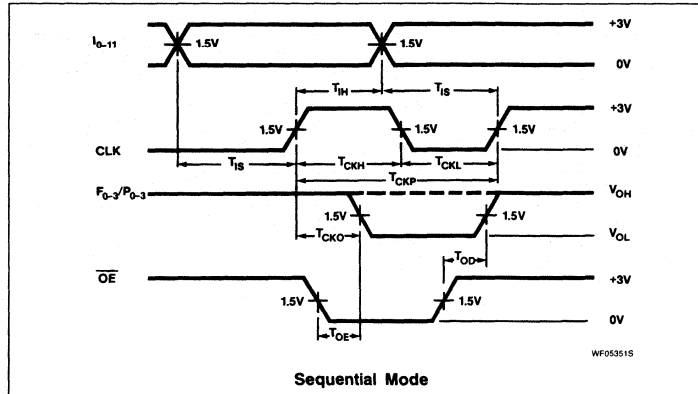 I0–11
1.5V
1.5V
+3V
0V
TIH
TIS
+3V
1.5V
1.5V
1.5V
CLK
0V
TIS
TCKH
TCKL
TCKP
F0–3/P0–3
VOH
1.5V
1.5V
VOL
TCKO
TOD
OE
+3V
1.5V
1.5V
0V
TOE
WF05351S
Sequential Mode